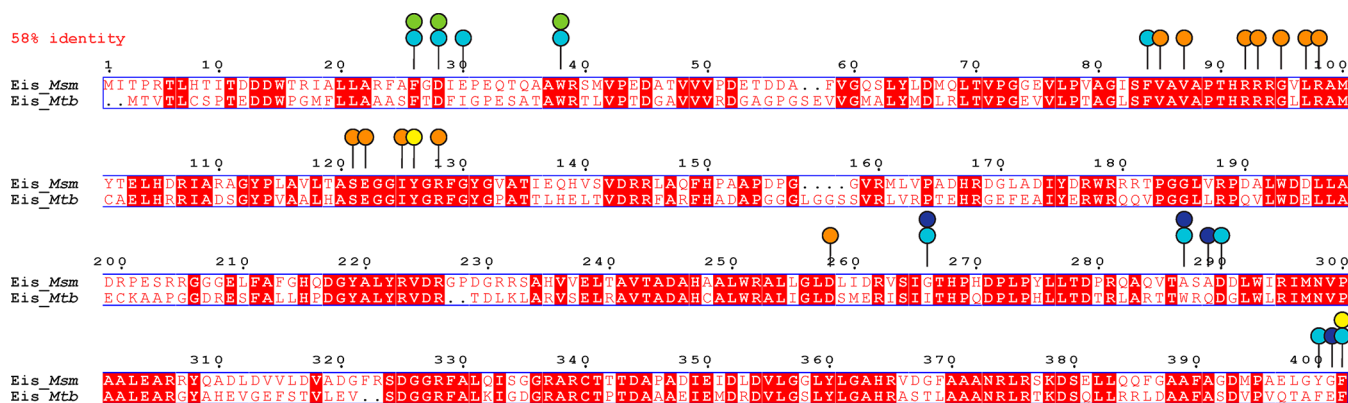 58% identity
1 10 20 30 40 50 60 70 80 90 100
Eis_Msm MITPRTLHTITDDDWTRIALLARFAFGDIEPEQTQAAWRSMVPEDATVVVPDETDDA..FVGQSLYLDMQLTVPGGEVLPVAGISFVAVAPTHRRRGVLRAM
Eis_Mtb ..MTVTLCSPTEDDWPGMFLLAAASFTDFIGPESATAWRTLVPTDGAVVVRDGAGPGSEVVGMALYMDLRLTVPGEVVLPTAGLSFVAVAPTHRRRGLLRAM
110 120 130 140 150 160 170 180 190
Eis_Msm YTELHDRIARAGYPLAVLTASEGGIYGRFGYGVATIEQHVSVDRRLAQFHPAAPDPG....GVRMLVPADHRDGLADIYDRWRRRTPGGLVRPDALWDDLLA
Eis_Mtb CAELHRRIADSGYPVAALHASEGGIYGRFGYGPATTLHELTVDRRFARFHADAPGGGLGGSSVRLVRPTEHRGEFEAIYERWRQQVPGGLLRPQVLWDELLA
200 210 220 230 240 250 260 270 280 290 300
Eis_Msm DRPESRRGGGELFAFGHQDGYALYRVDRGPDGRRSAHVVELTAVTADAHAALWRALLGLDLIDRVSIGTHPHDPLPYLLTDPRQAQVTASADDLWIRIMNVP
Eis_Mtb ECKAAPGGDRESFALLHPDGYALYRVDR..TDLKLARVSELRAVTADAHCALWRALIGLDSMERISIITHPQDPLPHLLTDTRLARTTWRQDGLWLRIMNVP
310 320 330 340 350 360 370 380 390 400
Eis_Msm AALEARRYQADLDVVLDVADGFRSDGGRFALQISGGRARCTTTDAPADIEIDLDVLGGLYLGAHRVDGFAAANRLRSKDSELLQQFGAAFAGDMPAELGYGF
Eis_Mtb AALEARGYAHEVGEFSTVLEV..SDGGRFALKIGDGRARCTPTDAAAEIEMDRDVLGSLYLGAHRASTLAAANRLRTKDSQLLRRLDAAFASDVPVQTAFEF